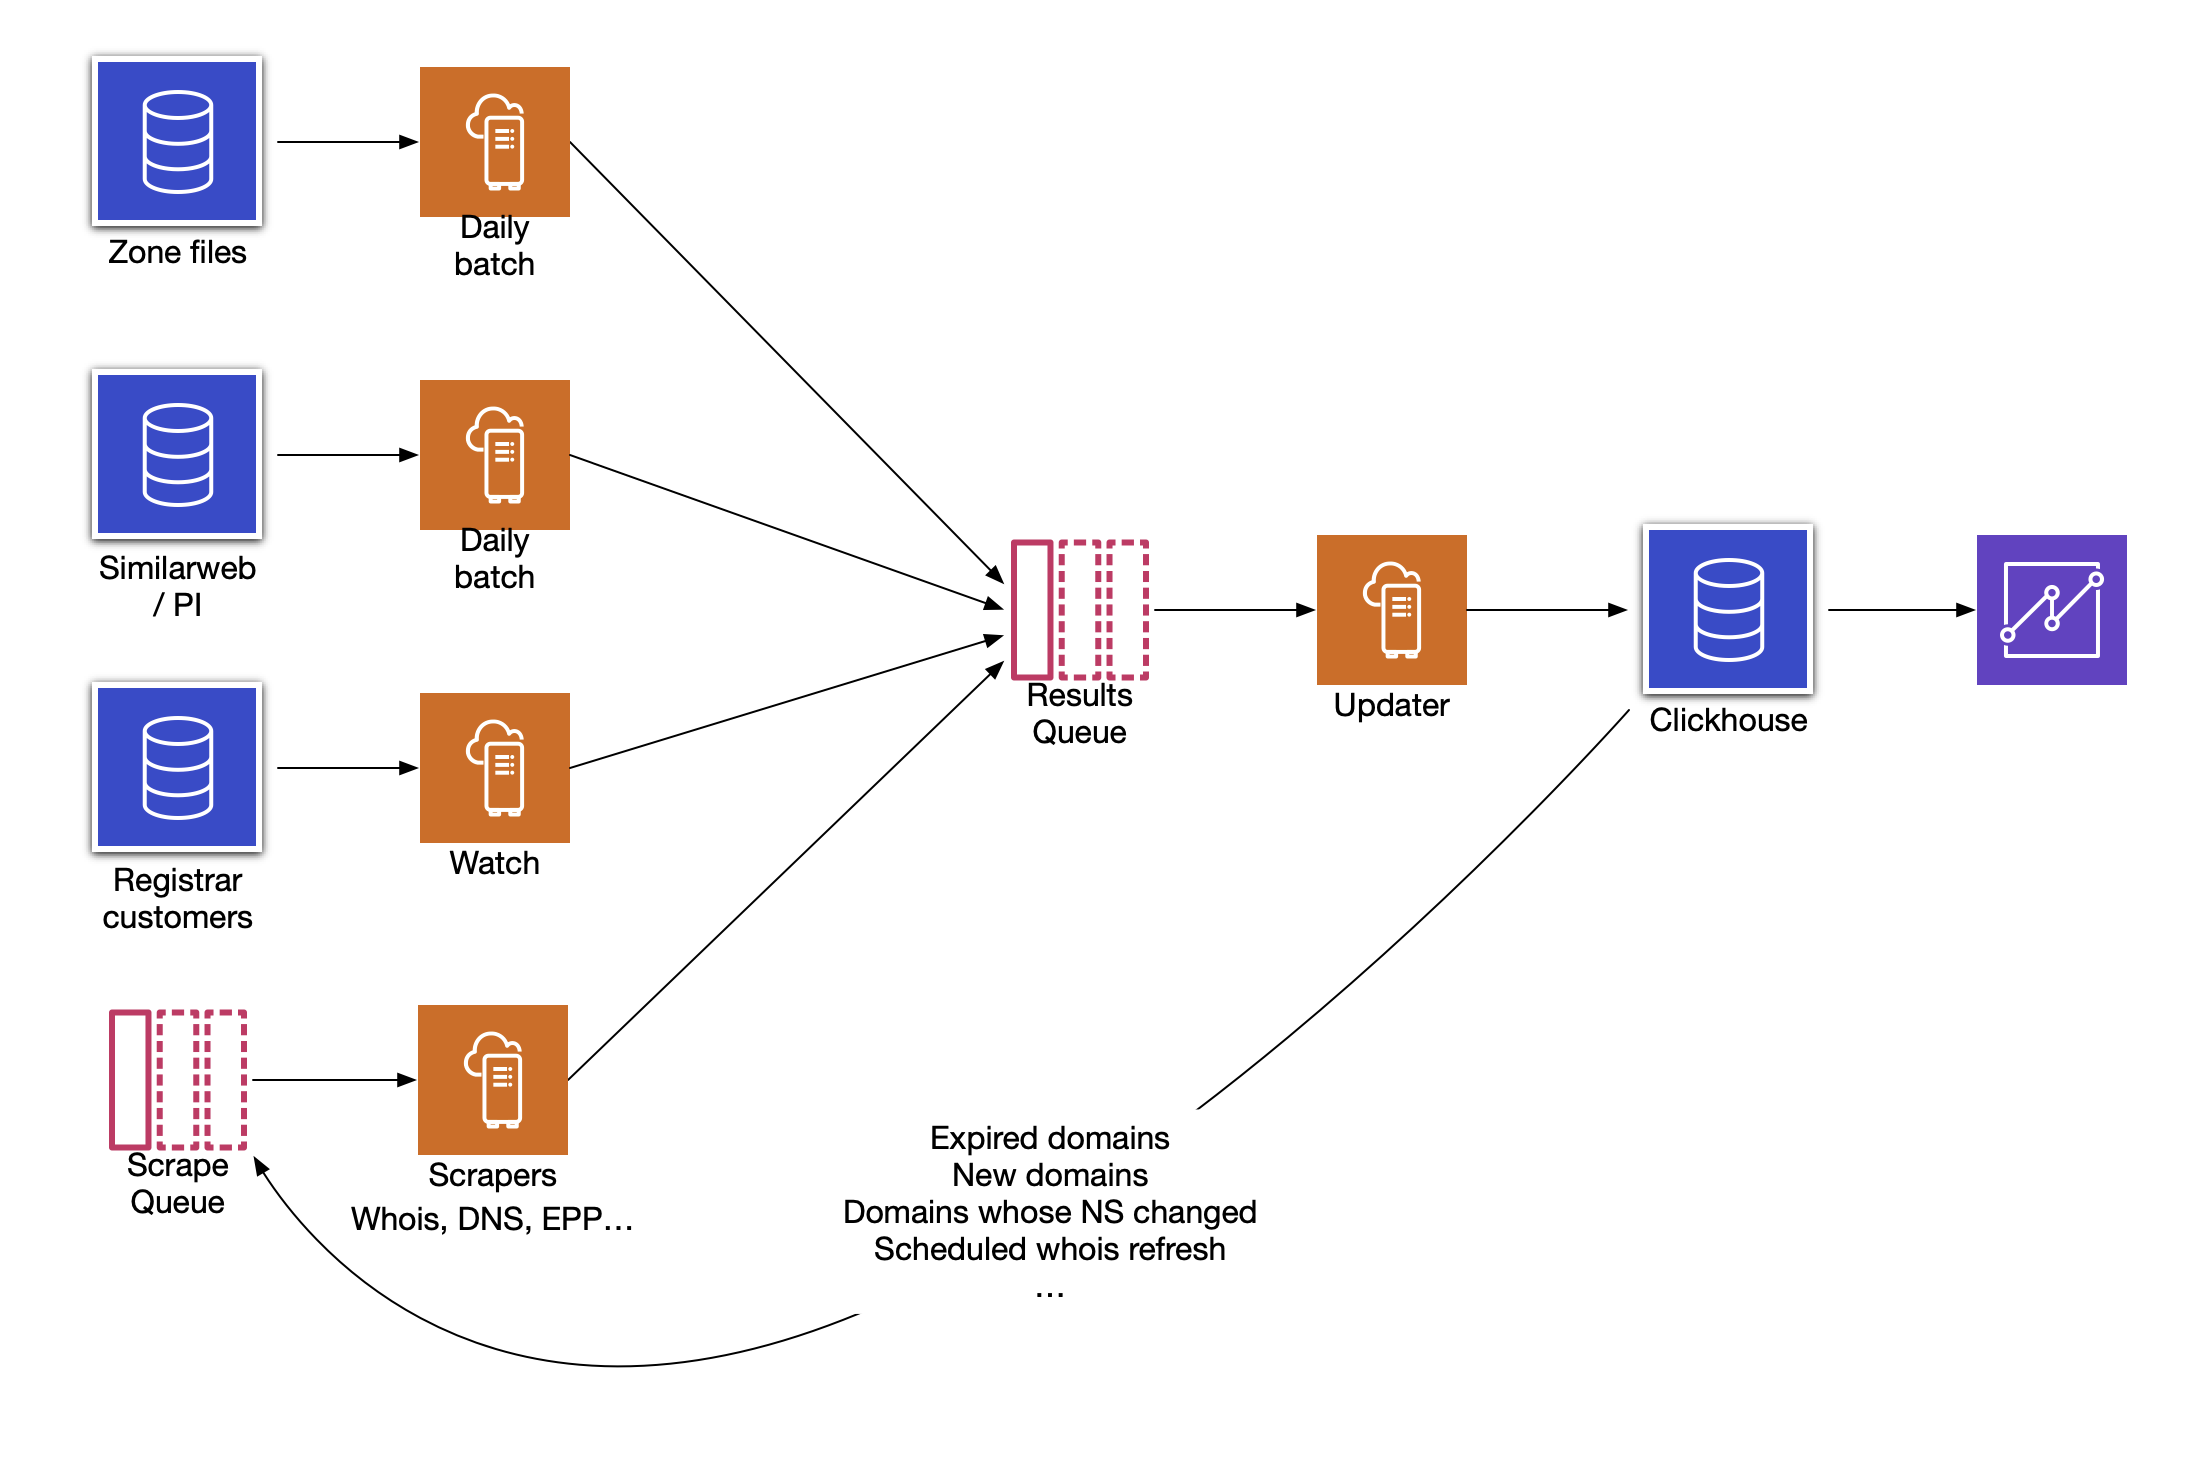 Zone files
Daily
batch
Similarweb
/ PI
Daily
batch
Registrar
customers
Watch
Results
Queue
Updater
Clickhouse
Scrape
Queue
Scrapers
Whois, DNS, EPP…
Expired domains
New domains
Domains whose NS changed
Scheduled whois refresh
…